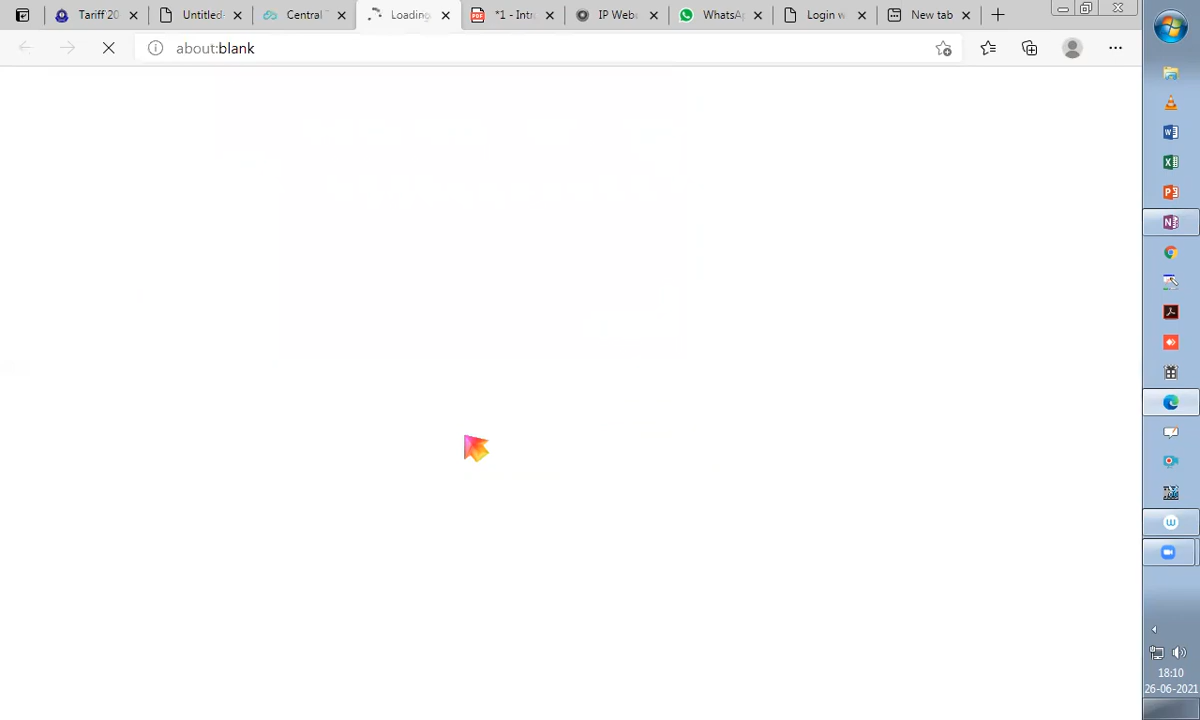 Tariff 20
Untitled-
Central
Loading
*1 - Intr
IP Web
WhatsAp
Login w
New tab
about:blank
18:10
26-06-2021